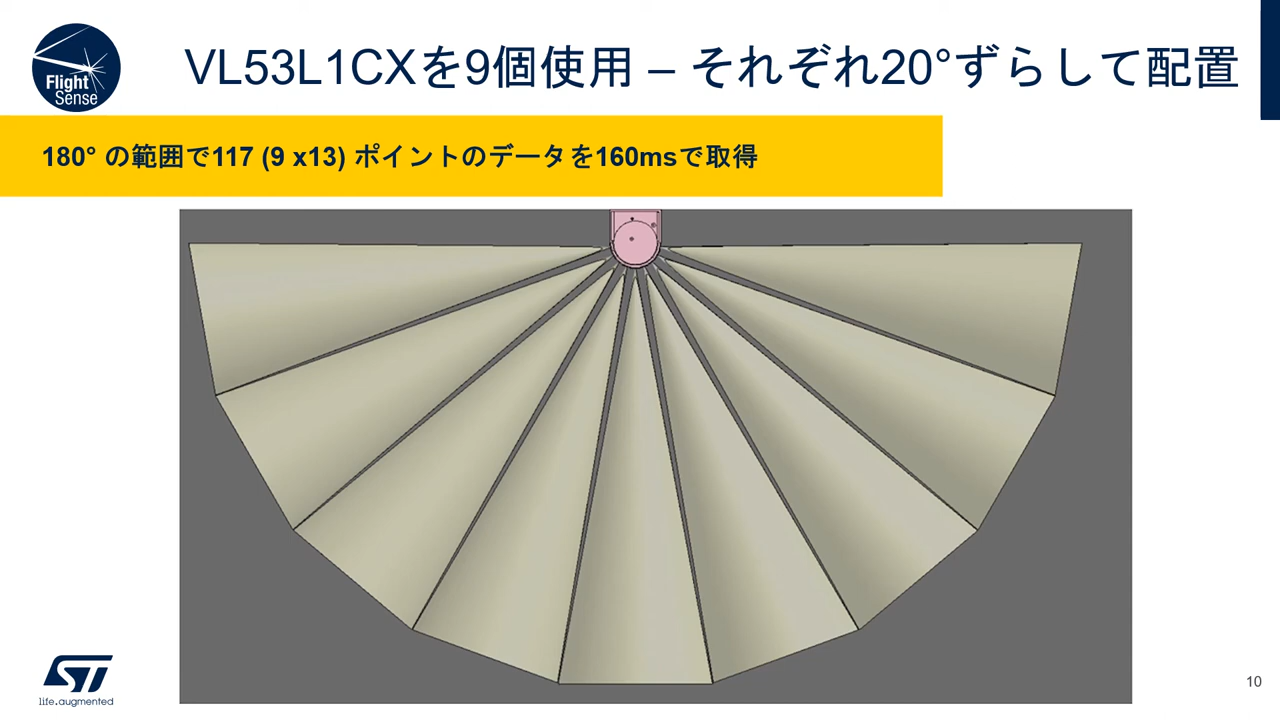 Flight
Sense
VL53L1CXを9個使用 – それぞれ20°ずらして配置
180° の範囲で117 (9 x13) ポイントのデータを160msで取得
ST
life.augmented
10